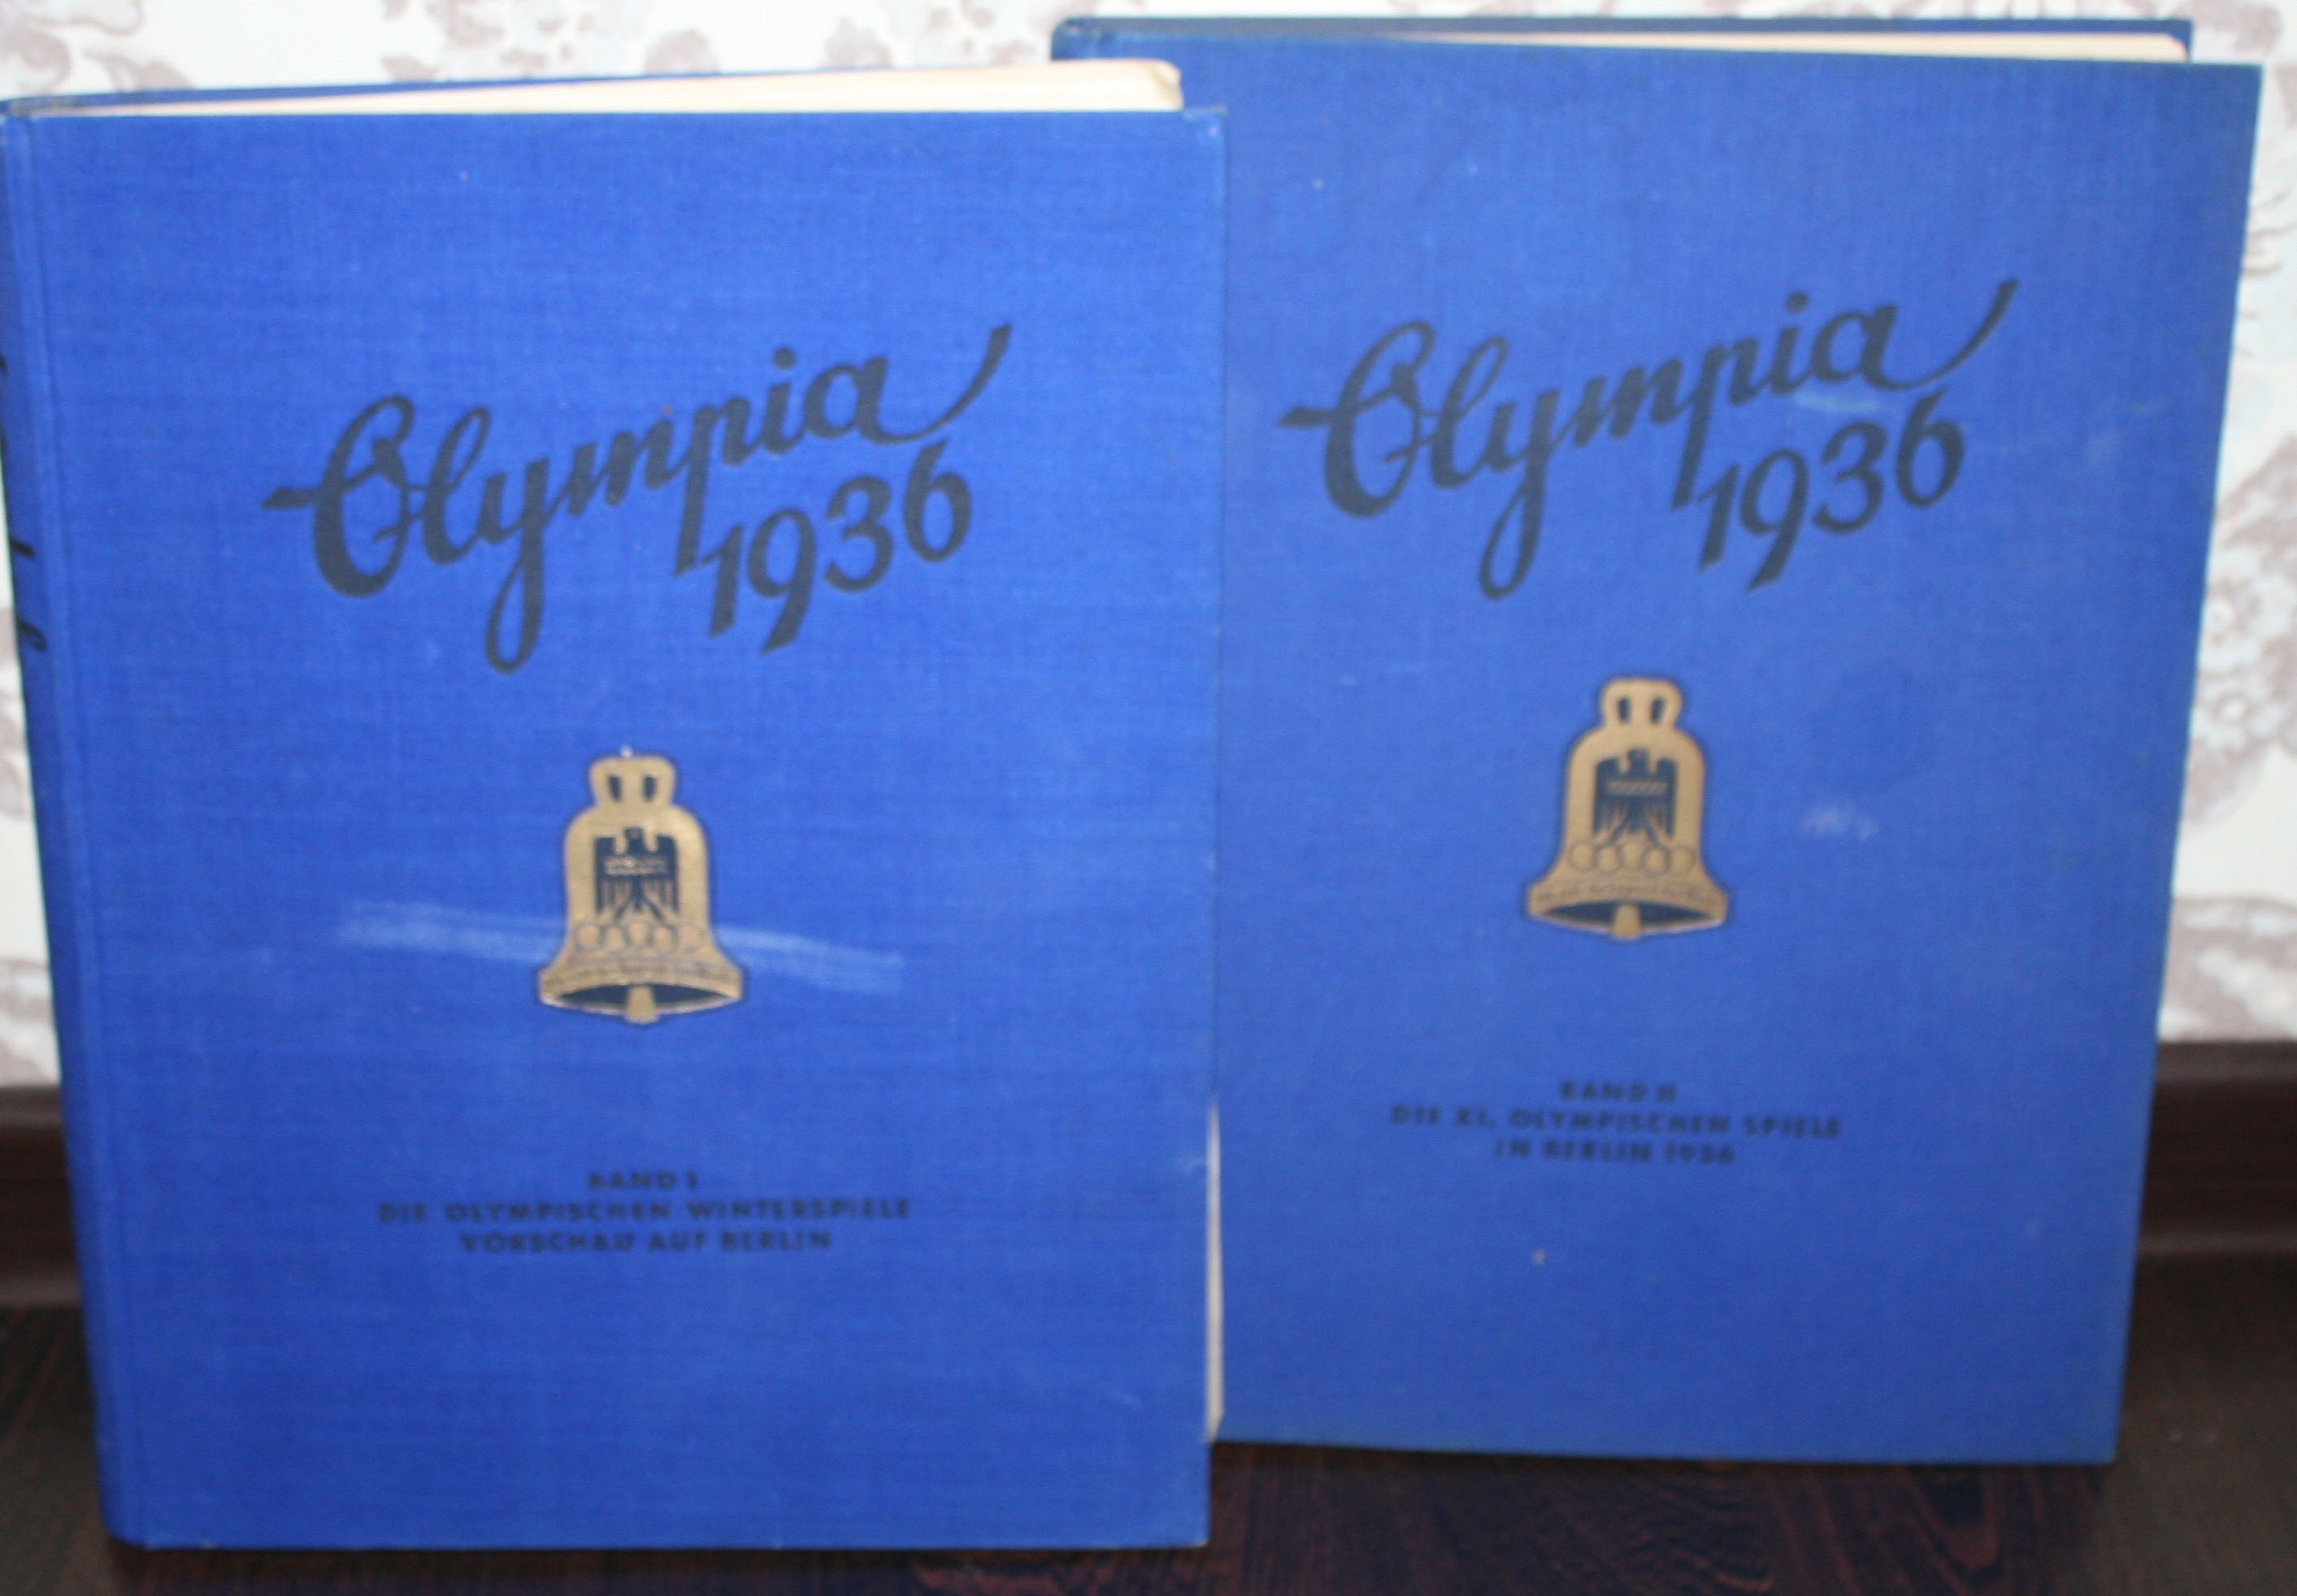 Olympia
1936
BAND I
DIE OLYMPISCHEN WINTERSPIELE
VORSCHAU AUF BERLIN
Olympia
1936
BAND II
DIE XI. OLYMPISCHEN SPIELE
IN BERLIN 1936